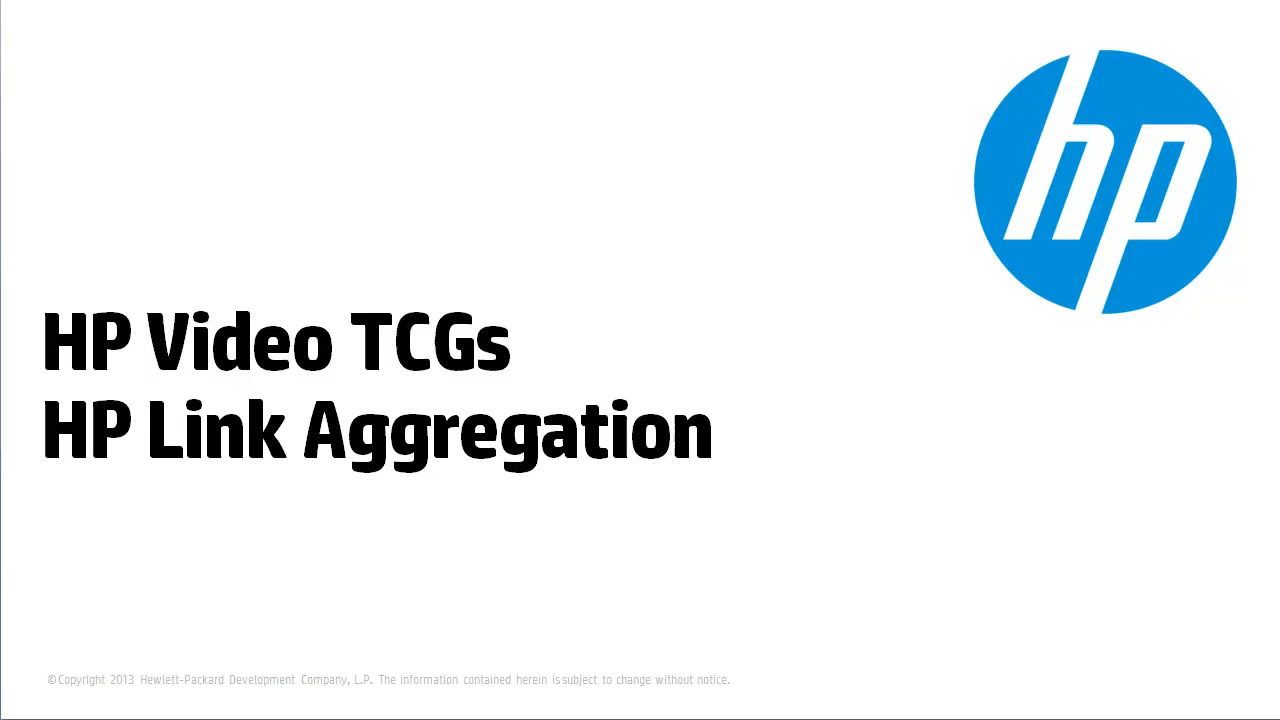 hp
HP Video TCGs
HP Link Aggregation
©Copyright 2013 Hewlett-Packard Development Company, L.P. The information contained herein is subject to change without notice.